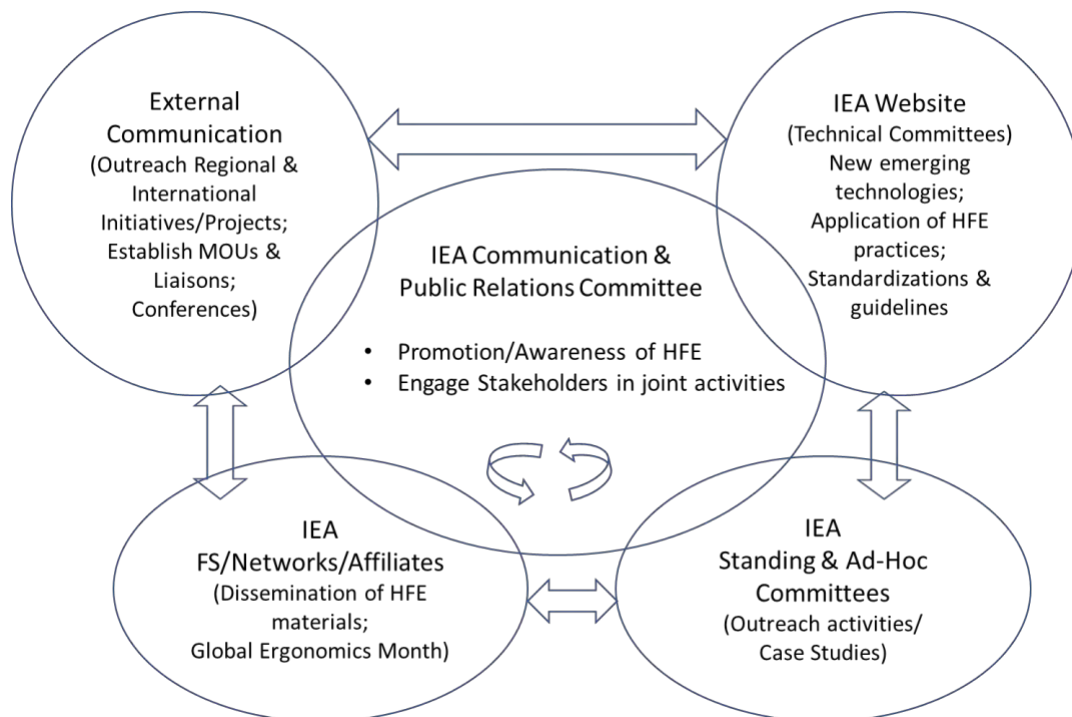 External
Communication
(Outreach Regional &
International
Initiatives/Projects;
Establish MOUs &
Liaisons;
Conferences)
IEA Website
(Technical Committees)
New emerging
technologies;
Application of HFE
practices;
Standardizations &
guidelines
IEA Communication &
Public Relations Committee
• Promotion/Awareness of HFE
• Engage Stakeholders in joint activities
IEA
FS/Networks/Affiliates
(Dissemination of HFE
materials;
Global Ergonomics Month)
IEA
Standing & Ad-Hoc
Committees
(Outreach activities/
Case Studies)